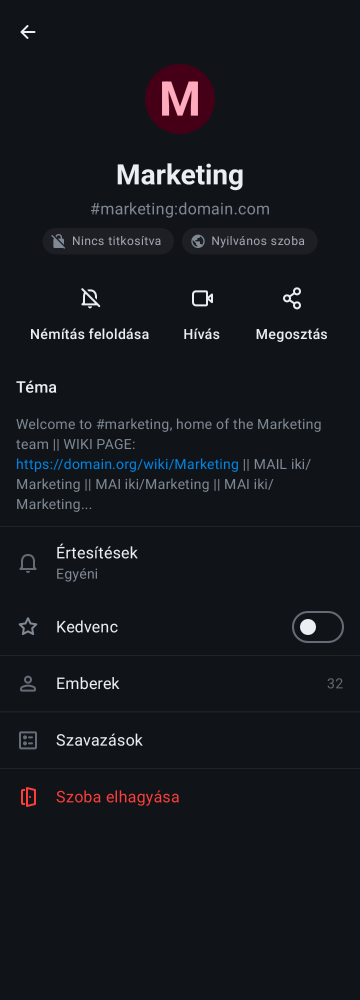 M
Marketing
#marketing:domain.com
Nincs titkosítva
Nyilvános szoba
Némítás feloldása
Hívás
Megosztás
Téma
Welcome to #marketing, home of the Marketing
team || WIKI PAGE:
https://domain.org/wiki/Marketing || MAIL iki/
Marketing || MAI iki/Marketing || MAI iki/
Marketing...
Értesítések
Egyéni
Kedvenc
Emberek 32
Szavazások
Szoba elhagyása